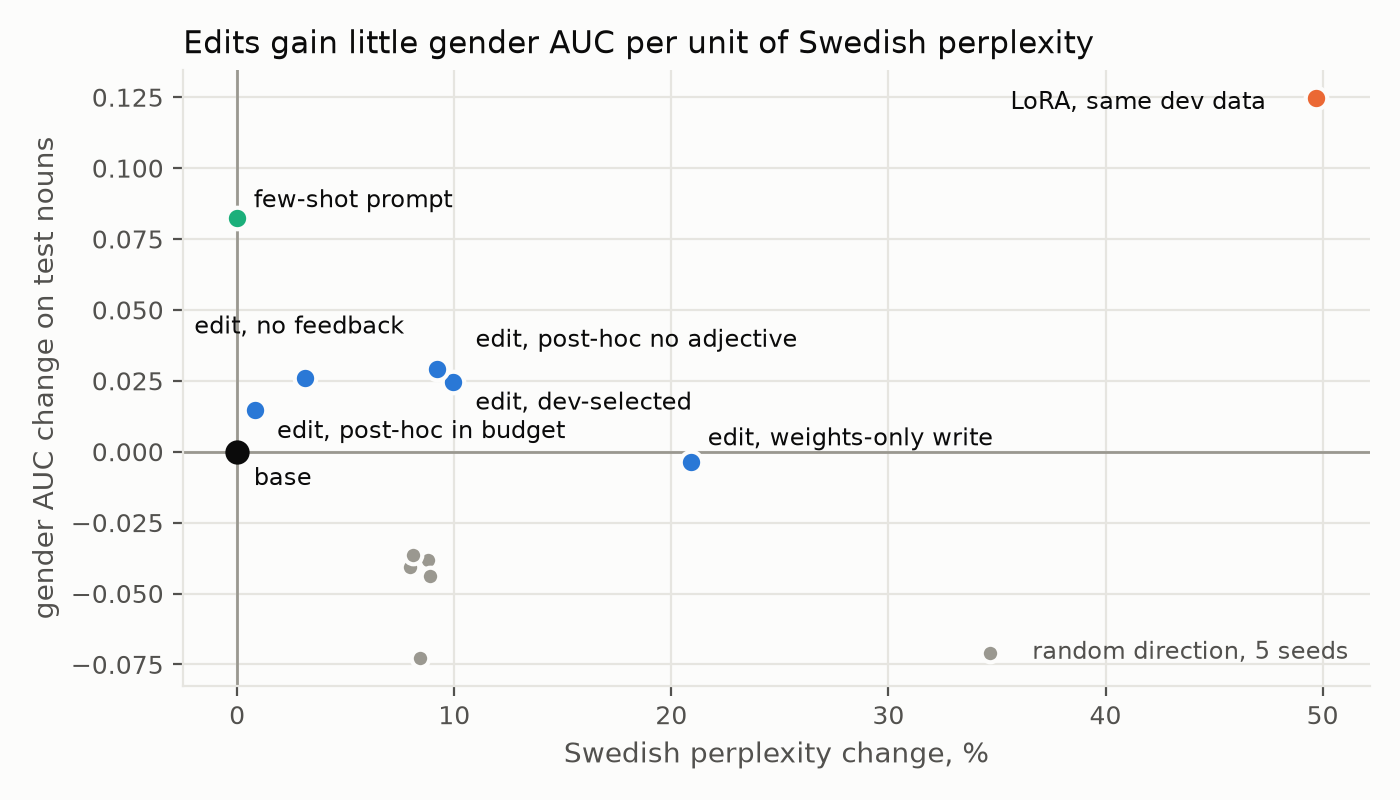 Edits gain little gender AUC per unit of Swedish perplexity
gender AUC change on test nouns
0.125
0.100
0.075
0.050
0.025
0.000
−0.025
−0.050
−0.075
LoRA, same dev data
few-shot prompt
edit, no feedback
edit, post-hoc no adjective
edit, dev-selected
edit, post-hoc in budget
edit, weights-only write
base
random direction, 5 seeds
0
10
20
30
40
50
Swedish perplexity change, %